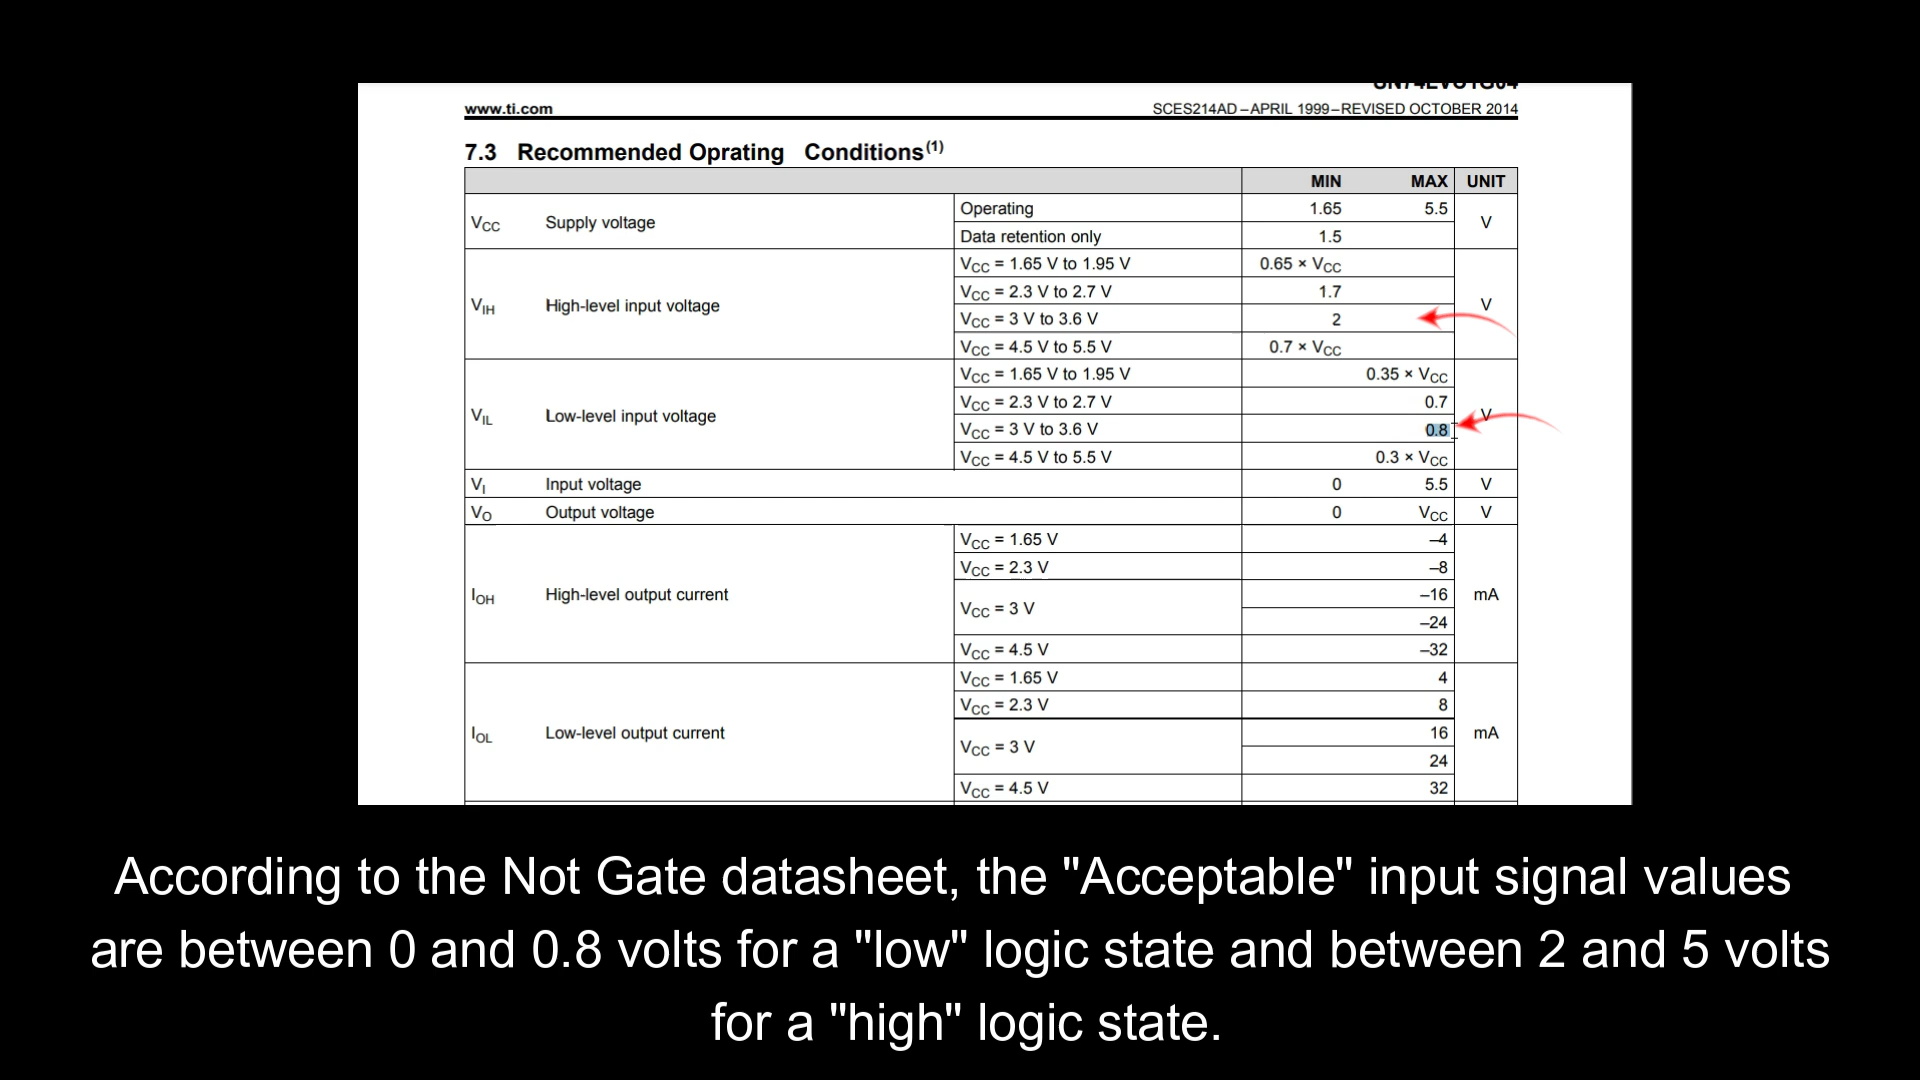 SN74LVC1G04
www.ti.com SCES214AD –APRIL 1999–REVISED OCTOBER 2014
7.3 Recommended Oprating Conditions(1)
MIN MAX UNIT
VCC Supply voltage Operating 1.65 5.5 V
Data retention only 1.5
VIH High-level input voltage VCC = 1.65 V to 1.95 V 0.65 × VCC V
VCC = 2.3 V to 2.7 V 1.7
VCC = 3 V to 3.6 V 2
VCC = 4.5 V to 5.5 V 0.7 × VCC
VIL Low-level input voltage VCC = 1.65 V to 1.95 V 0.35 × VCC V
VCC = 2.3 V to 2.7 V 0.7
VCC = 3 V to 3.6 V 0.8
VCC = 4.5 V to 5.5 V 0.3 × VCC
VI Input voltage 0 5.5 V
VO Output voltage 0 VCC V
IOH High-level output current VCC = 1.65 V –4 mA
VCC = 2.3 V –8
VCC = 3 V –16
–24
VCC = 4.5 V –32
IOL Low-level output current VCC = 1.65 V 4 mA
VCC = 2.3 V 8
VCC = 3 V 16
24
VCC = 4.5 V 32
According to the Not Gate datasheet, the "Acceptable" input signal values
are between 0 and 0.8 volts for a "low" logic state and between 2 and 5 volts
for a "high" logic state.